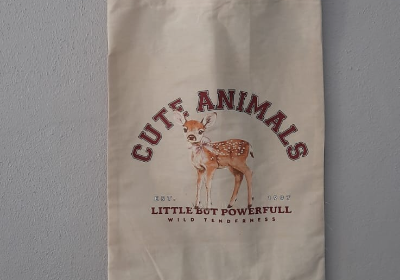 CUTE ANIMALS
EST.
LITTLE BUT POWERFULL
WILD TENDERNESS